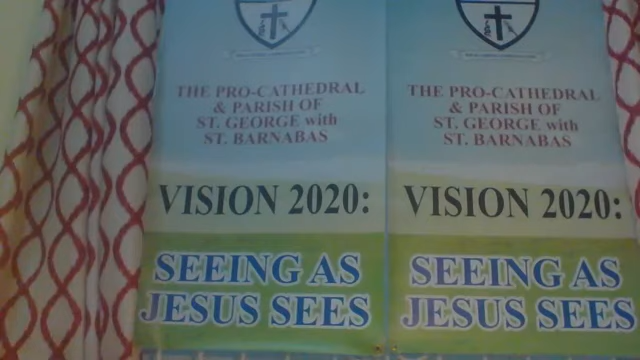 THE PRO-CATHEDRAL
& PARISH OF
ST. GEORGE with
ST. BARNABAS
VISION 2020:
SEEING AS
JESUS SEES
THE PRO-CATHEDRAL
& PARISH OF
ST. GEORGE with
ST. BARNABAS
VISION 2020:
SEEING AS
JESUS SEES